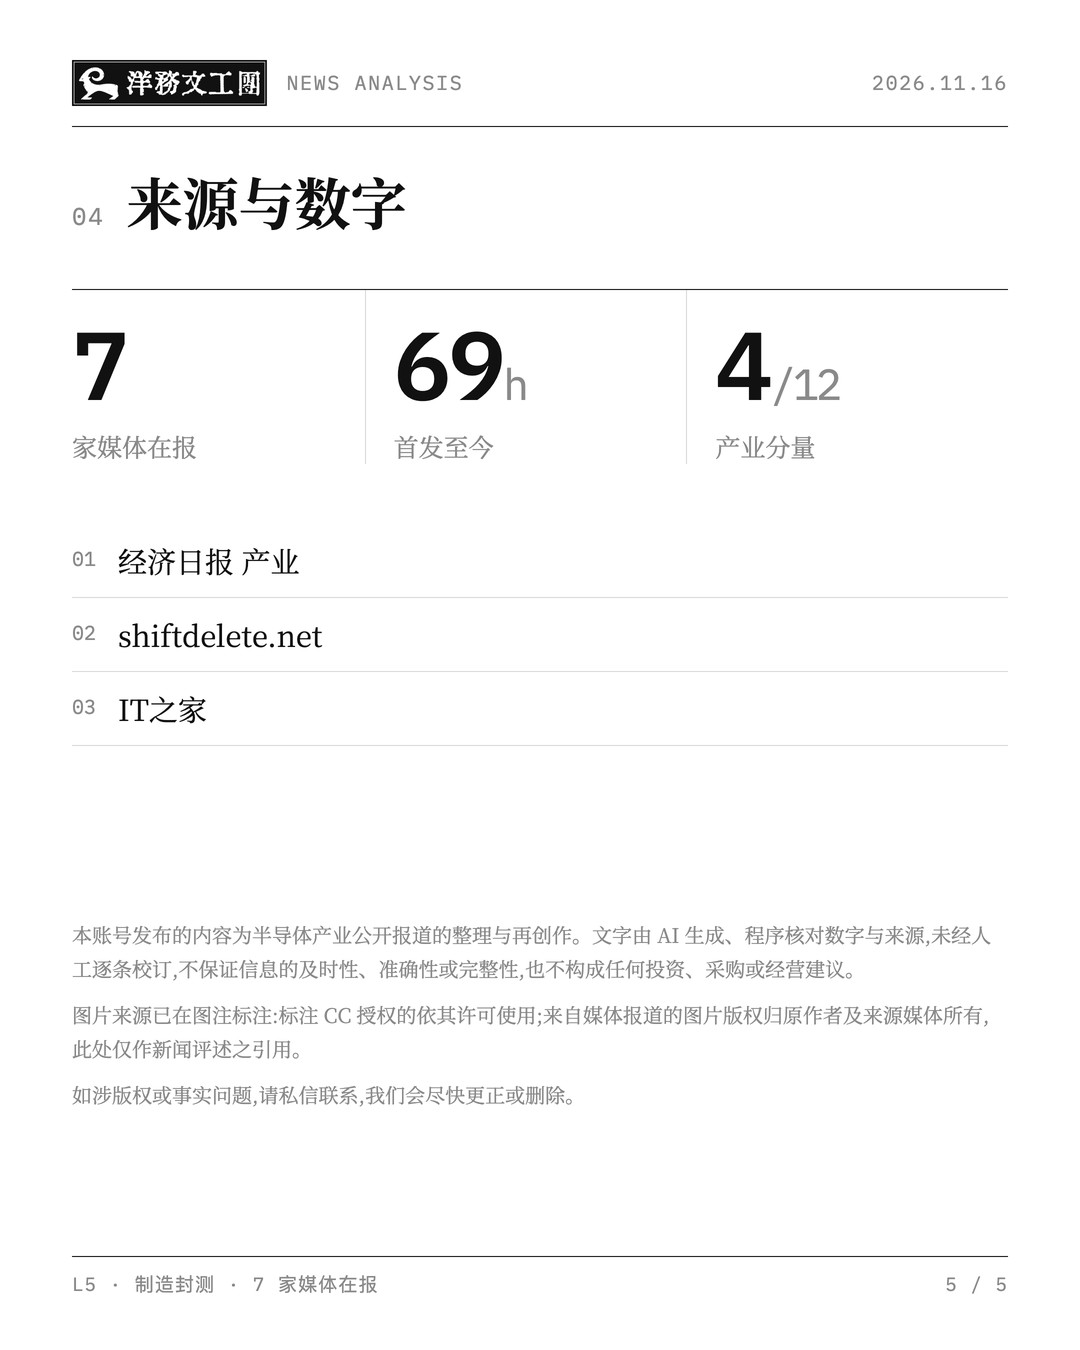 洋務文工團 NEWS ANALYSIS 2026.11.16
04 来源与数字
7 69h 4/12
家媒体在报 首发至今 产业分量
01 经济日报 产业
02 shiftdelete.net
03 IT之家
本账号发布的内容为半导体产业公开报道的整理与再创作。文字由 AI 生成、程序核对数字与来源,未经人
工逐条校订,不保证信息的及时性、准确性或完整性,也不构成任何投资、采购或经营建议。
图片来源已在图注标注:标注 CC 授权的依其许可使用;来自媒体报道的图片版权归原作者及来源媒体所有,
此处仅作新闻评述之引用。
如涉版权或事实问题,请私信联系,我们会尽快更正或删除。
L5 · 制造封测 · 7 家媒体在报 5 / 5